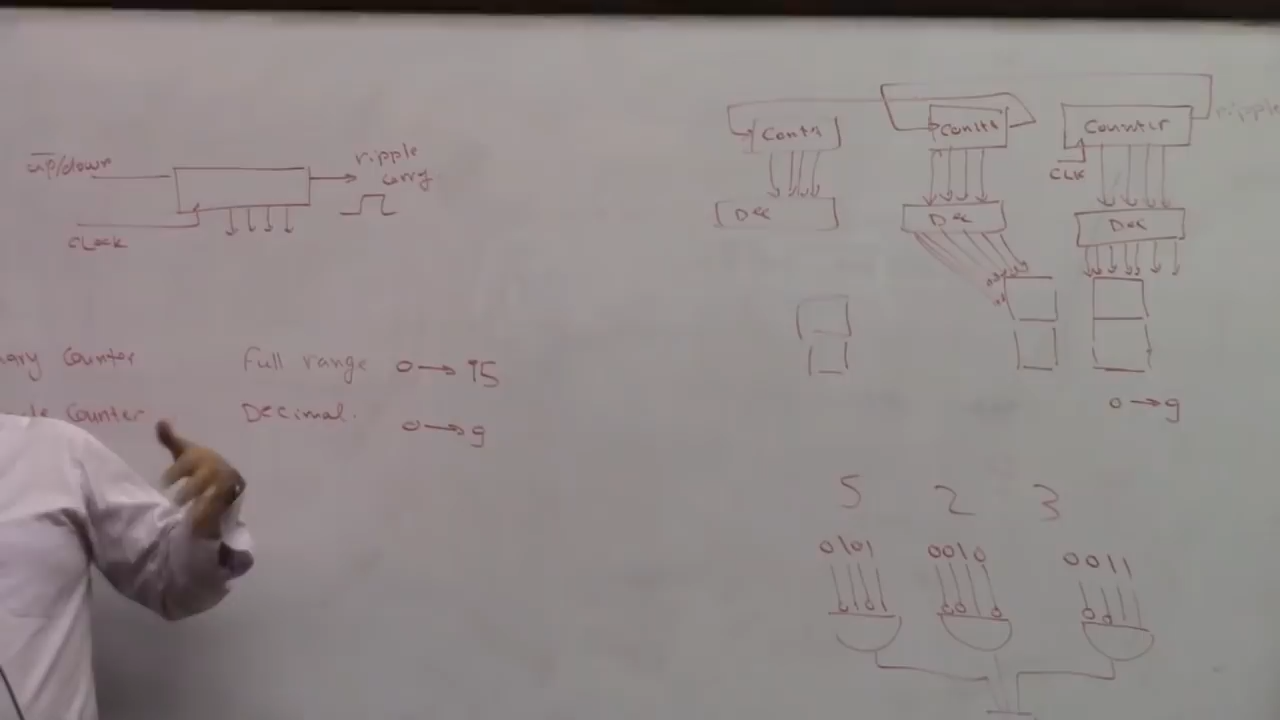 up/down
ripple
carry
Clock
Counter Full range 0 → 15
Counter Decimal. 0 → 9
Counter ripple
CLK
Dec Dec Dec
0 → 9
5 2 3
0101 0010 0011